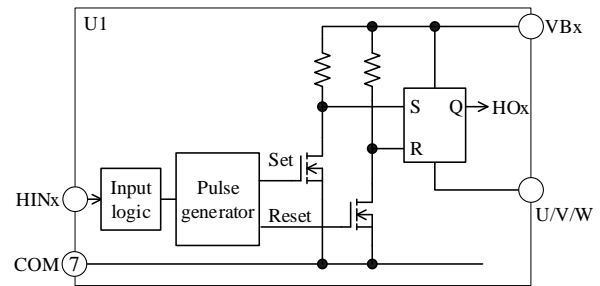 U1
VBx
S Q
HOx
R
Set
HINx
Input
logic
Pulse
generator
Reset
U/V/W
COM 7